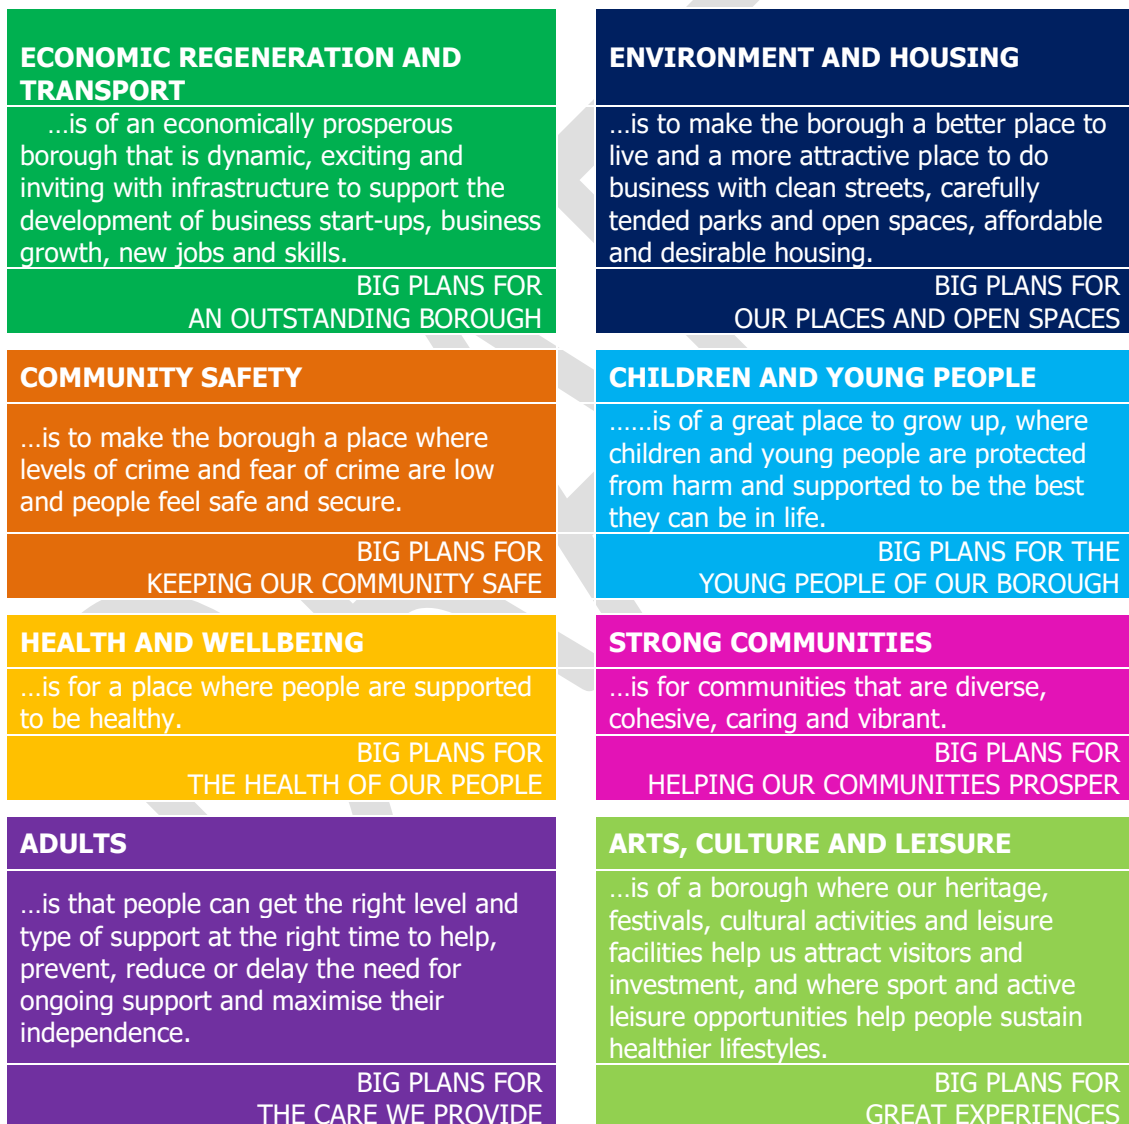 ECONOMIC REGENERATION AND
TRANSPORT
...is of an economically prosperous
borough that is dynamic, exciting and
inviting with infrastructure to support the
development of business start-ups, business
growth, new jobs and skills.
BIG PLANS FOR
AN OUTSTANDING BOROUGH
ENVIRONMENT AND HOUSING
...is to make the borough a better place to
live and a more attractive place to do
business with clean streets, carefully
tended parks and open spaces, affordable
and desirable housing.
BIG PLANS FOR
OUR PLACES AND OPEN SPACES
COMMUNITY SAFETY
...is to make the borough a place where
levels of crime and fear of crime are low
and people feel safe and secure.
BIG PLANS FOR
KEEPING OUR COMMUNITY SAFE
CHILDREN AND YOUNG PEOPLE
......is of a great place to grow up, where
children and young people are protected
from harm and supported to be the best
they can be in life.
BIG PLANS FOR THE
YOUNG PEOPLE OF OUR BOROUGH
HEALTH AND WELLBEING
...is for a place where people are supported
to be healthy.
BIG PLANS FOR
THE HEALTH OF OUR PEOPLE
STRONG COMMUNITIES
...is for communities that are diverse,
cohesive, caring and vibrant.
BIG PLANS FOR
HELPING OUR COMMUNITIES PROSPER
ADULTS
...is that people can get the right level and
type of support at the right time to help,
prevent, reduce or delay the need for
ongoing support and maximise their
independence.
BIG PLANS FOR
THE CARE WE PROVIDE
ARTS, CULTURE AND LEISURE
...is of a borough where our heritage,
festivals, cultural activities and leisure
facilities help us attract visitors and
investment, and where sport and active
leisure opportunities help people sustain
healthier lifestyles.
BIG PLANS FOR
GREAT EXPERIENCES